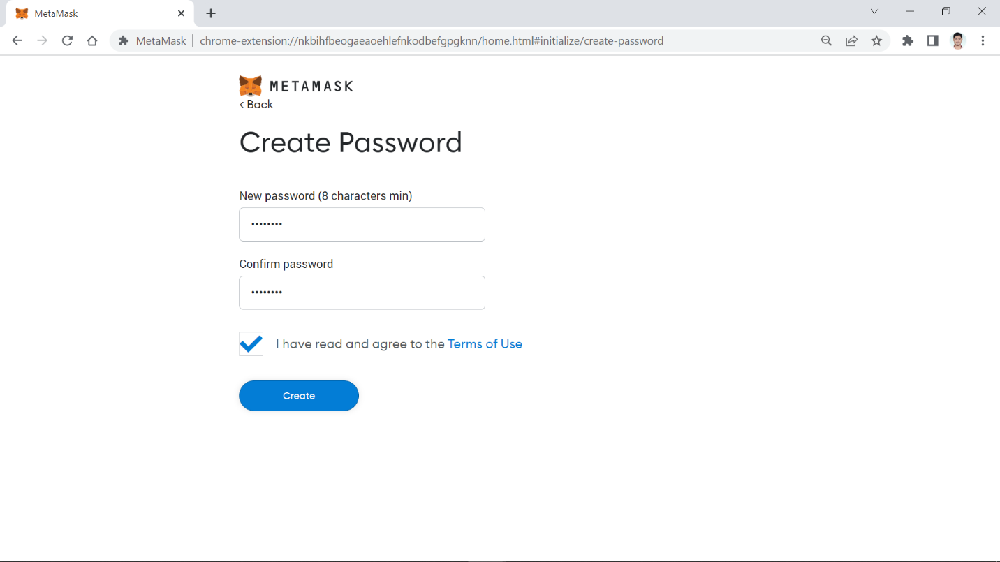 MetaMask
MetaMask | chrome-extension://nkbihfbeogaeaoehlefnkodbefgpgknn/home.html#initialize/create-password
METAMASK
< Back
Create Password
New password (8 characters min)
••••••••
Confirm password
••••••••
I have read and agree to the Terms of Use
Create